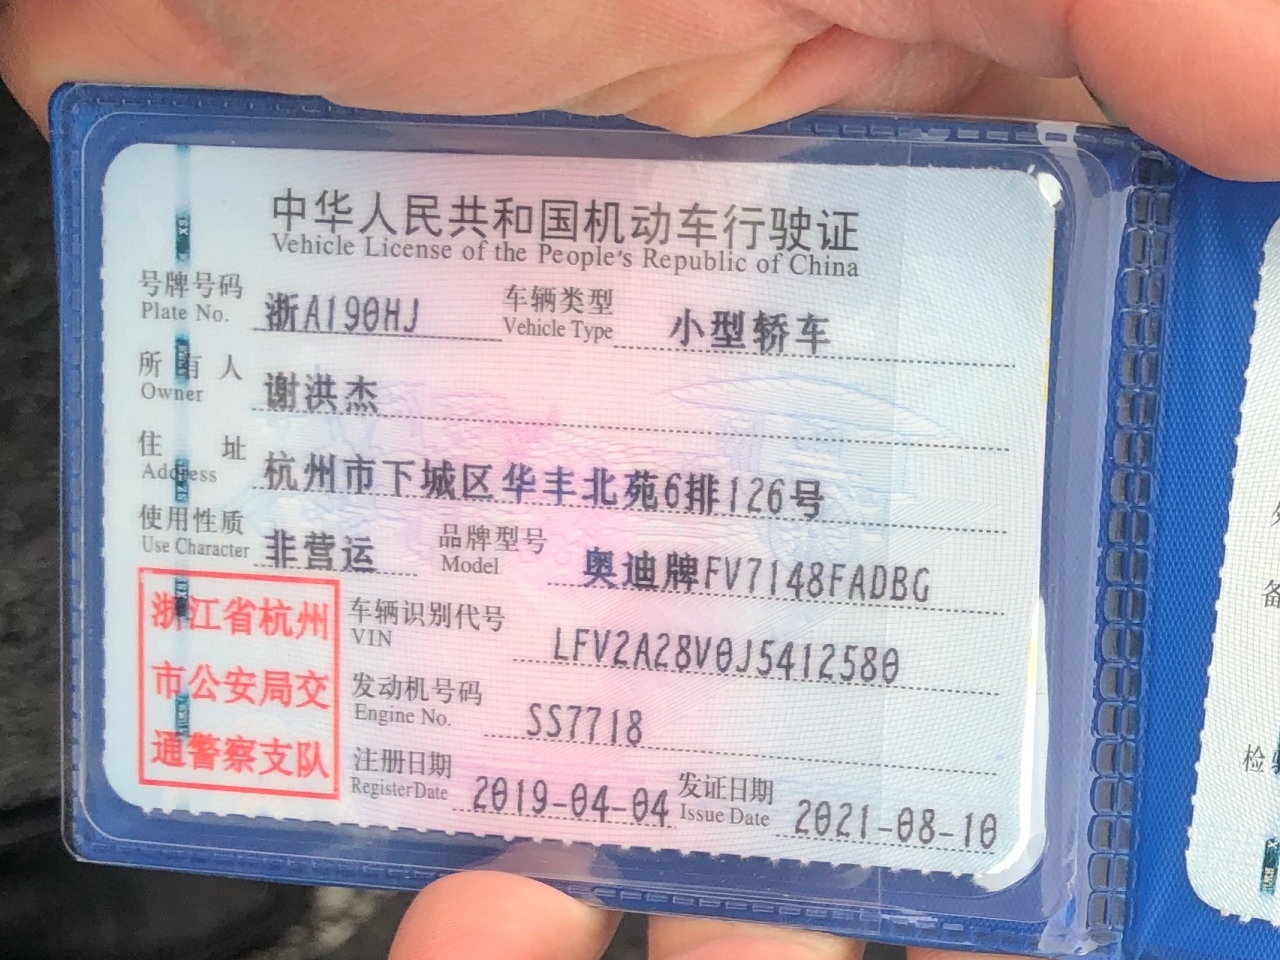 中华人民共和国机动车行驶证
Vehicle License of the People's Republic of China
号牌号码 浙A190HJ 车辆类型 小型轿车
Plate No. Vehicle Type
所有人 谢洪杰
Owner
住址 杭州市下城区华丰北苑6排126号
Address
使用性质 非营运 品牌型号 奥迪牌FV7148FADBG
Use Character Model
浙江省杭州
市公安局交
通警察支队
车辆识别代号 LFV2A28V0J5412580
VIN
发动机号码 SS7718
Engine No.
注册日期 2019-04-04 发证日期 2021-08-10
Register Date Issue Date
备
检